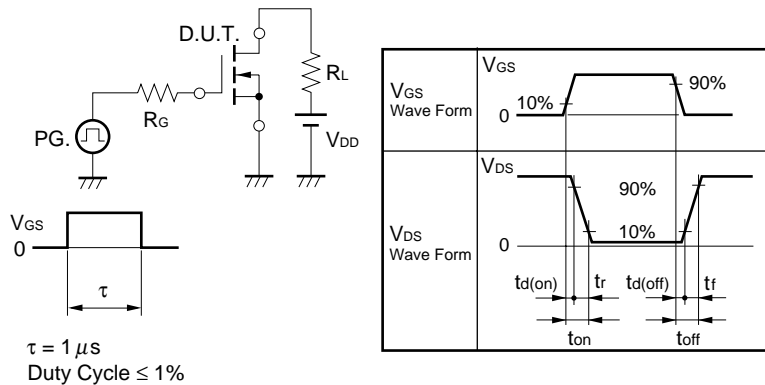 D.U.T.
RL
RG
PG.
VDD
VGS
0
τ
τ = 1 μs
Duty Cycle ≤ 1%
VGS
Wave Form
VGS
10%
90%
0
VDS
Wave Form
VDS
90%
10%
0
td(on) tr td(off) tf
ton toff